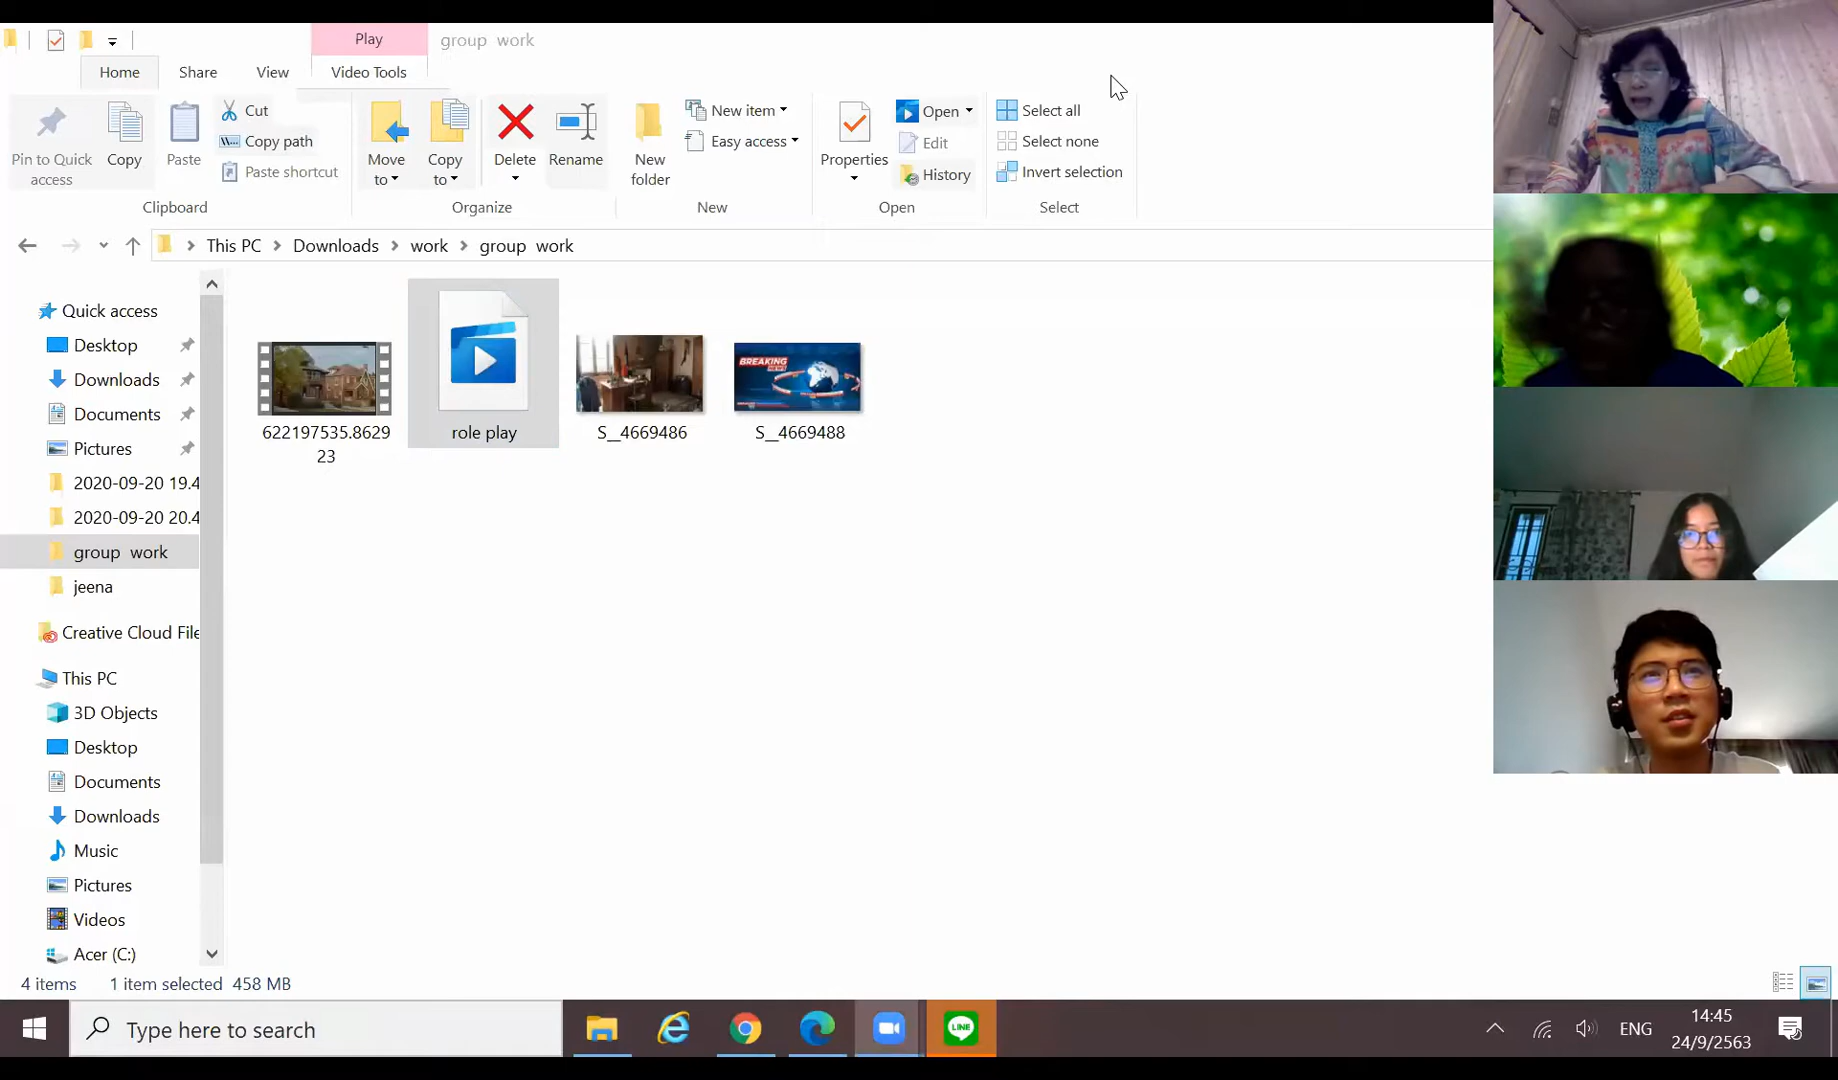 Play
group work
Home
Share
View
Video Tools
Pin to Quick access
Copy
Paste
Cut
Copy path
Paste shortcut
Clipboard
Move to
Copy to
Delete
Rename
Organize
New folder
New item
Easy access
New
Properties
Open
Edit
History
Open
Select all
Select none
Invert selection
Select
This PC
Downloads
work
group work
Quick access
Desktop
Downloads
Documents
Pictures
2020-09-20 19.4
2020-09-20 20.4
group work
jeena
Creative Cloud File
This PC
3D Objects
Desktop
Documents
Downloads
Music
Pictures
Videos
Acer (C:)
622197535.8629
23
role play
S__4669486
BREAKING
NEWS
S__4669488
4 items
1 item selected 458 MB
Type here to search
LINE
ENG
14:45
24/9/2563